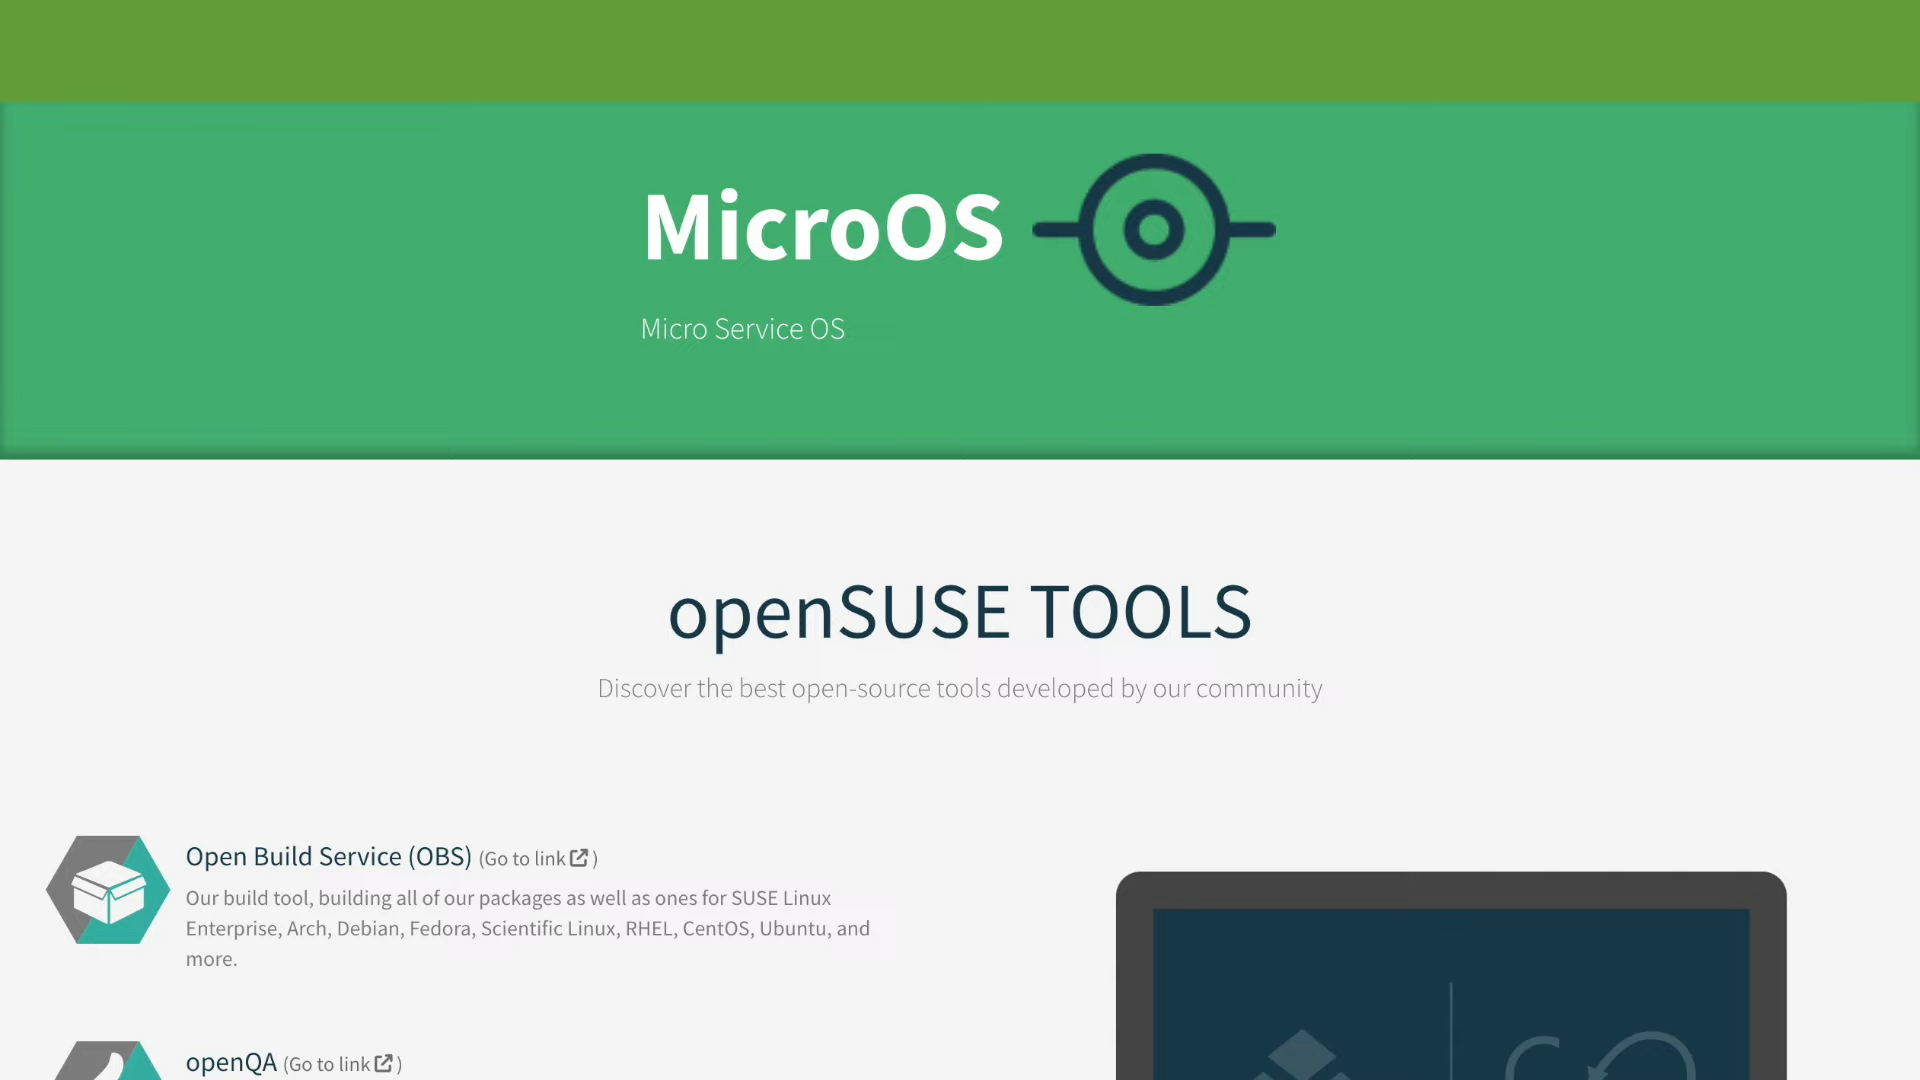 MicroOS
Micro Service OS
openSUSE TOOLS
Discover the best open-source tools developed by our community
Open Build Service (OBS) (Go to link )
Our build tool, building all of our packages as well as ones for SUSE Linux
Enterprise, Arch, Debian, Fedora, Scientific Linux, RHEL, CentOS, Ubuntu, and
more.
openQA (Go to link )